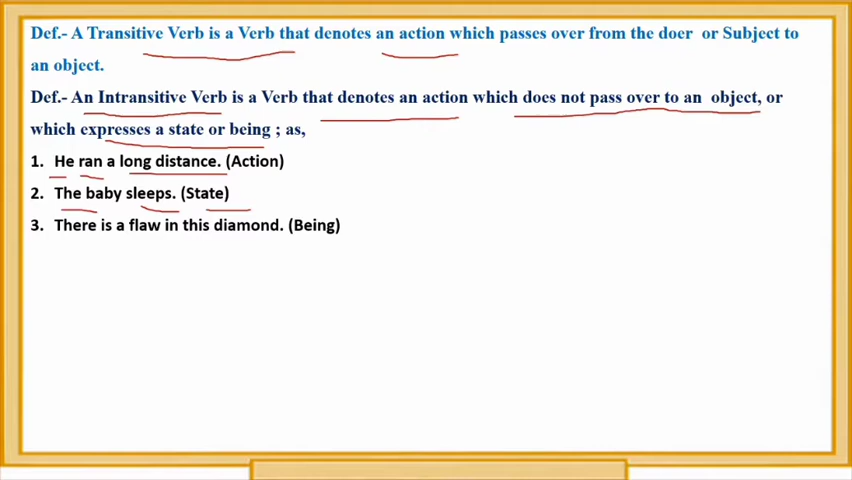 Def.- A Transitive Verb is a Verb that denotes an action which passes over from the doer or Subject to
an object.
Def.- An Intransitive Verb is a Verb that denotes an action which does not pass over to an object, or
which expresses a state or being ; as,
1. He ran a long distance. (Action)
2. The baby sleeps. (State)
3. There is a flaw in this diamond. (Being)